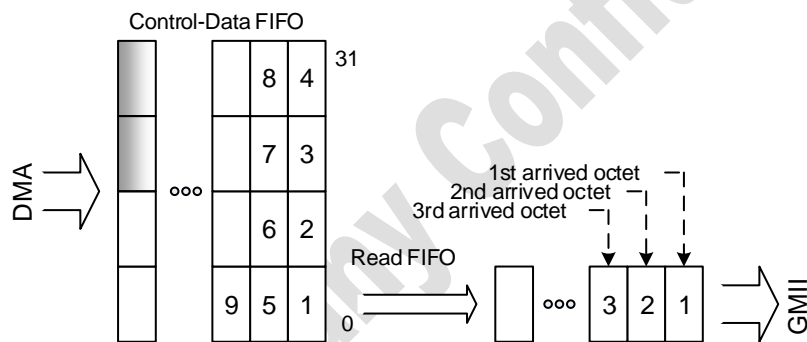 Control-Data FIFO
31
8 4
7 3
6 2
9 5 1
0
DMA
Read FIFO
1st arrived octet
2nd arrived octet
3rd arrived octet
3 2 1
GMII